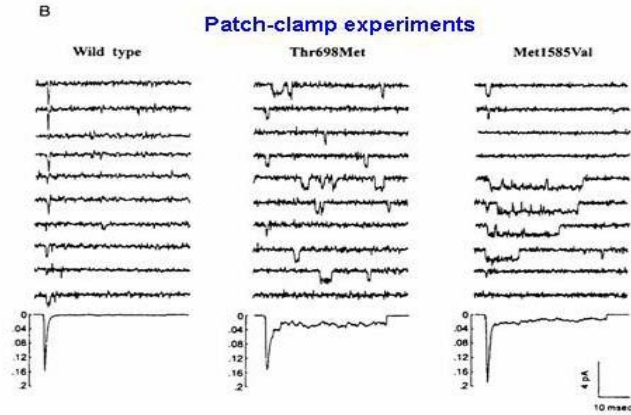 B
Patch-clamp experiments
Wild type
Thr698Met
Met1585Val
0
.04
.08
.12
.16
.2
0
.04
.08
.12
.16
.2
0
.04
.08
.12
.16
.2
4 pA
10 msec